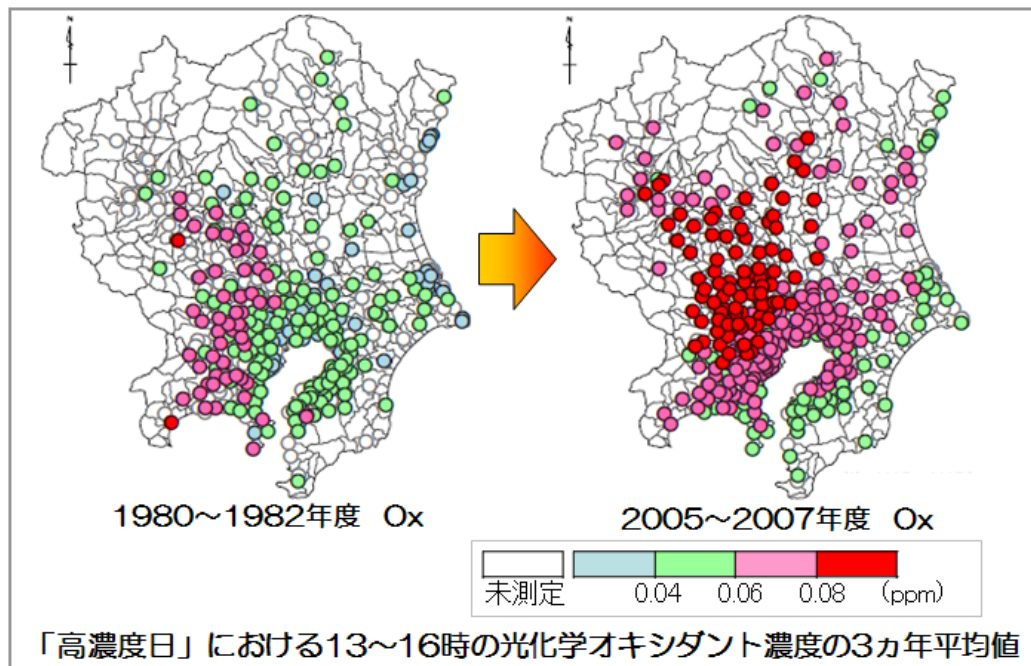 N
N
1980～1982年度 Ox
2005～2007年度 Ox
未測定 0.04 0.06 0.08 (ppm)
「高濃度日」における13～16時の光化学オキシダント濃度の3ヵ年平均値